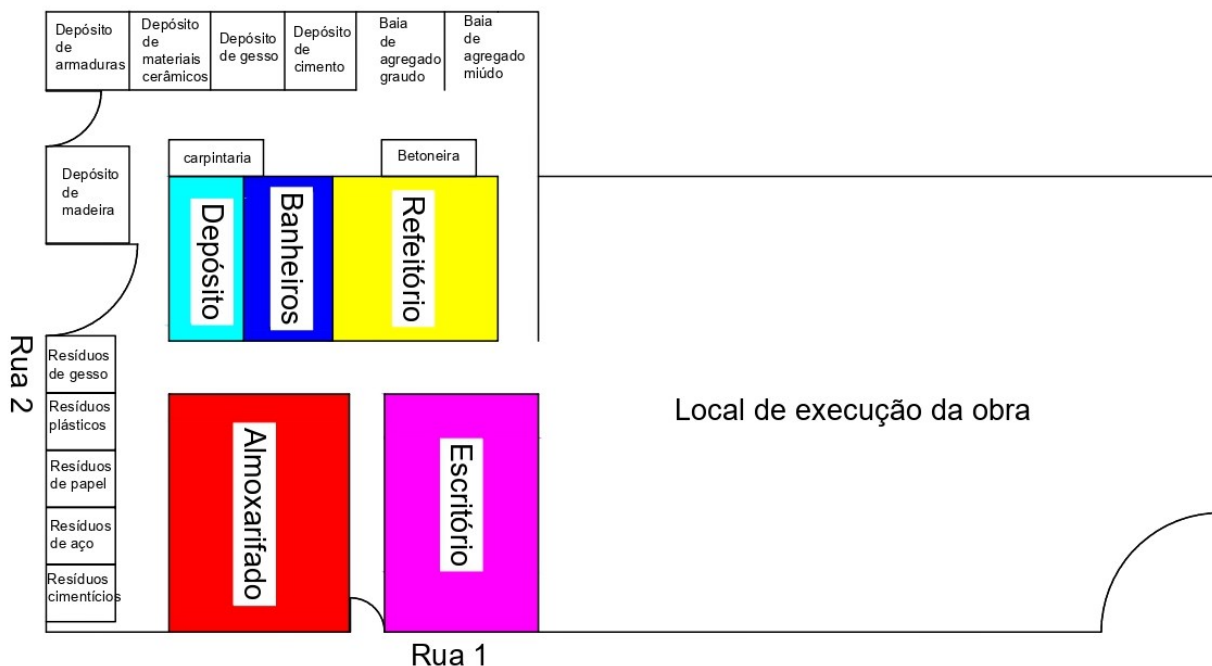 Depósito
de
armaduras
Depósito
de
materiais
cerâmicos
Depósito
de gesso
Depósito
de
cimento
Baia
de
agregado
graudo
Baia
de
agregado
miúdo
carpintaria
Betoneira
Depósito
de
madeira
Depósito
Banheiros
Refeitório
Rua 2
Resíduos
de gesso
Resíduos
plásticos
Resíduos
de papel
Resíduos
de aço
Resíduos
cimentícios
Almoxarifado
Escritório
Local de execução da obra
Rua 1